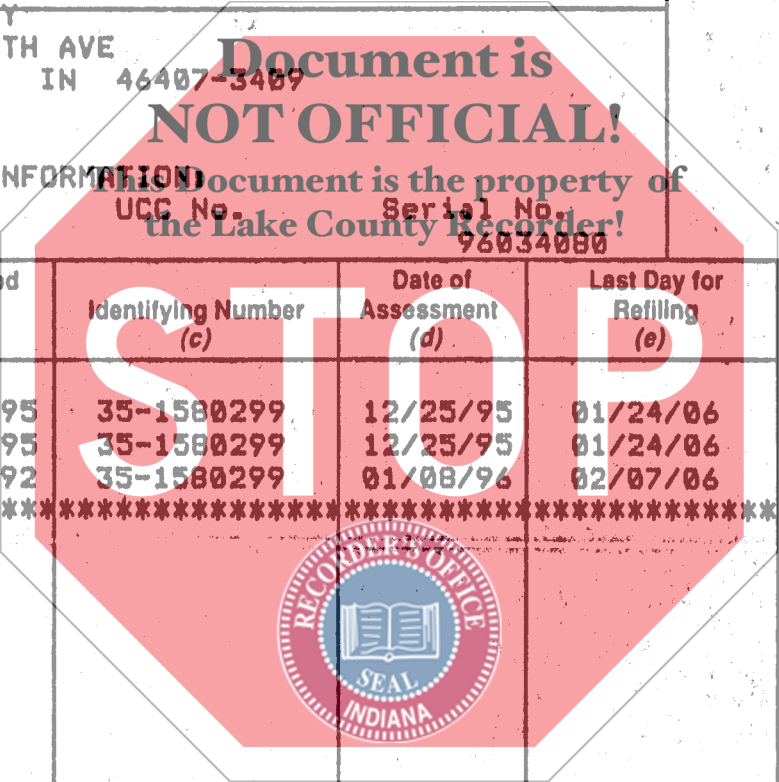 Y
TH AVE
IN 46407-3409
Document is
NOT OFFICIAL!
This Document is the property of
the Lake County Recorder!
NFORMATION)
UCC No. Serial No.
96034080
Identifying Number
(c)
Date of
Assessment
(d)
Last Day for
Refiling
(e)
95 35-1580299 12/25/95 01/24/06
95 35-1580299 12/25/95 01/24/06
92 35-1580299 01/08/96 02/07/06
STOP
RECORDER'S OFFICE
SEAL
INDIANA